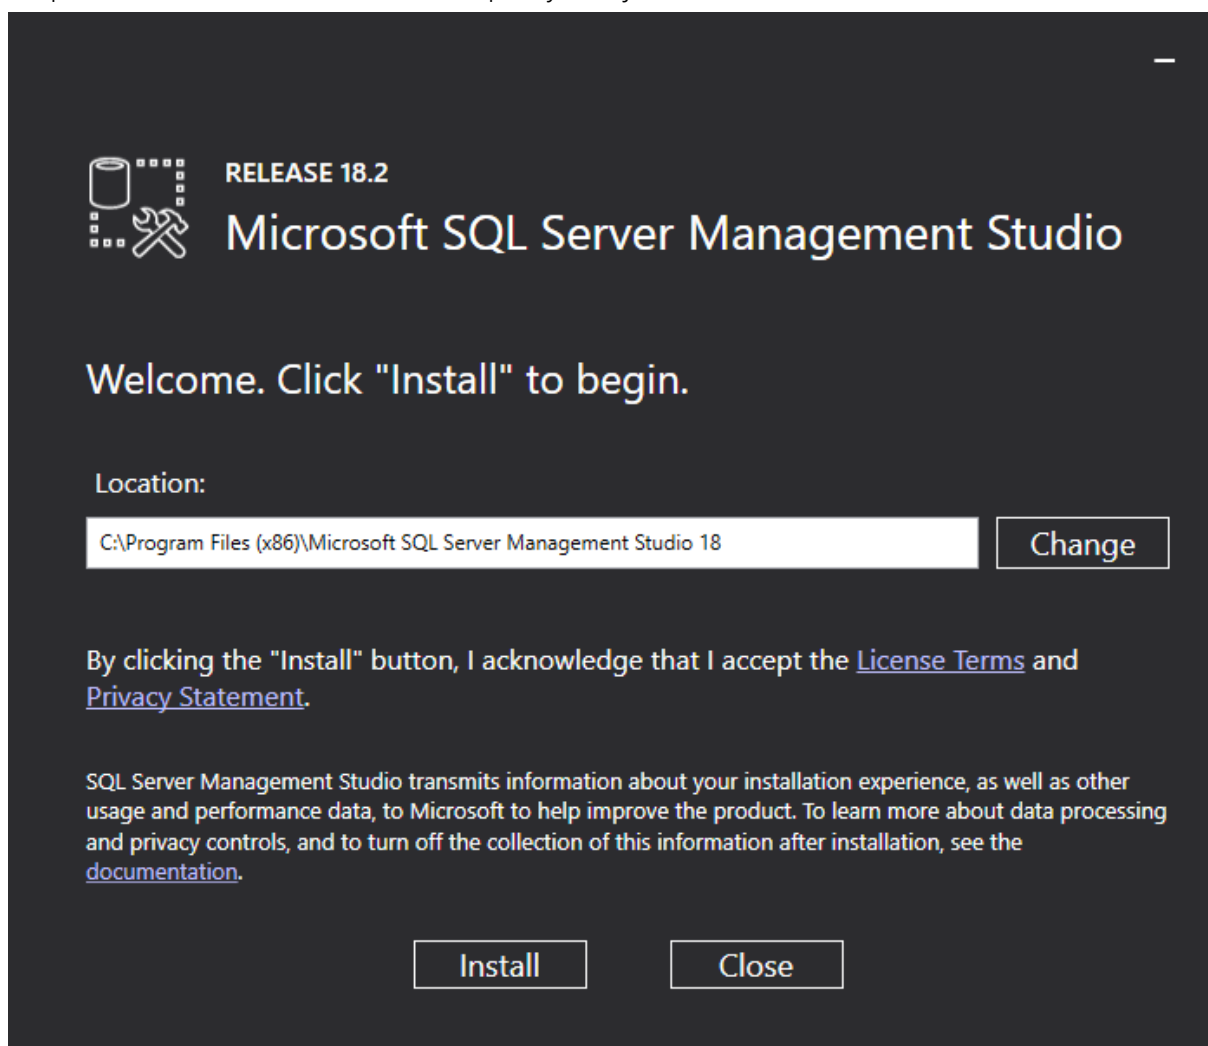 RELEASE 18.2
Microsoft SQL Server Management Studio
Welcome. Click "Install" to begin.
Location:
C:\Program Files (x86)\Microsoft SQL Server Management Studio 18
Change
By clicking the "Install" button, I acknowledge that I accept the License Terms and
Privacy Statement.
SQL Server Management Studio transmits information about your installation experience, as well as other
usage and performance data, to Microsoft to help improve the product. To learn more about data processing
and privacy controls, and to turn off the collection of this information after installation, see the
documentation.
Install
Close